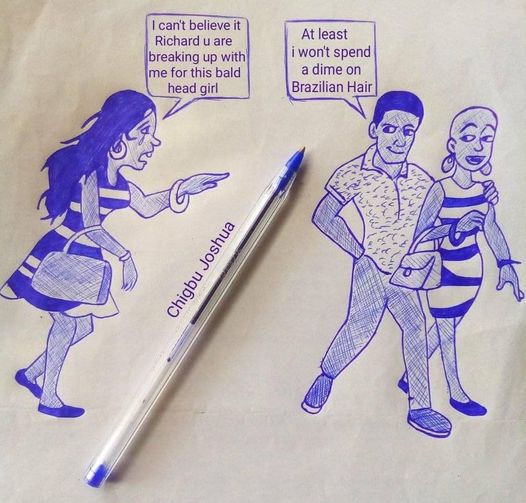 I can't believe it
Richard u are
breaking up with
me for this bald
head girl
At least
i won't spend
a dime on
Brazilian Hair
Chigbu Joshua